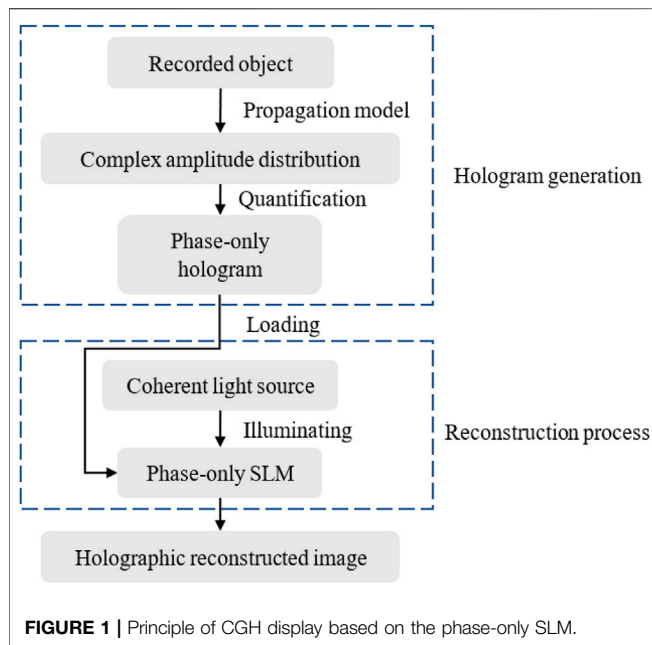 Recorded object
Propagation model
Complex amplitude distribution
Quantification
Hologram generation
Phase-only
hologram
Loading
Coherent light source
Illuminating
Reconstruction process
Phase-only SLM
Holographic reconstructed image
FIGURE 1 | Principle of CGH display based on the phase-only SLM.